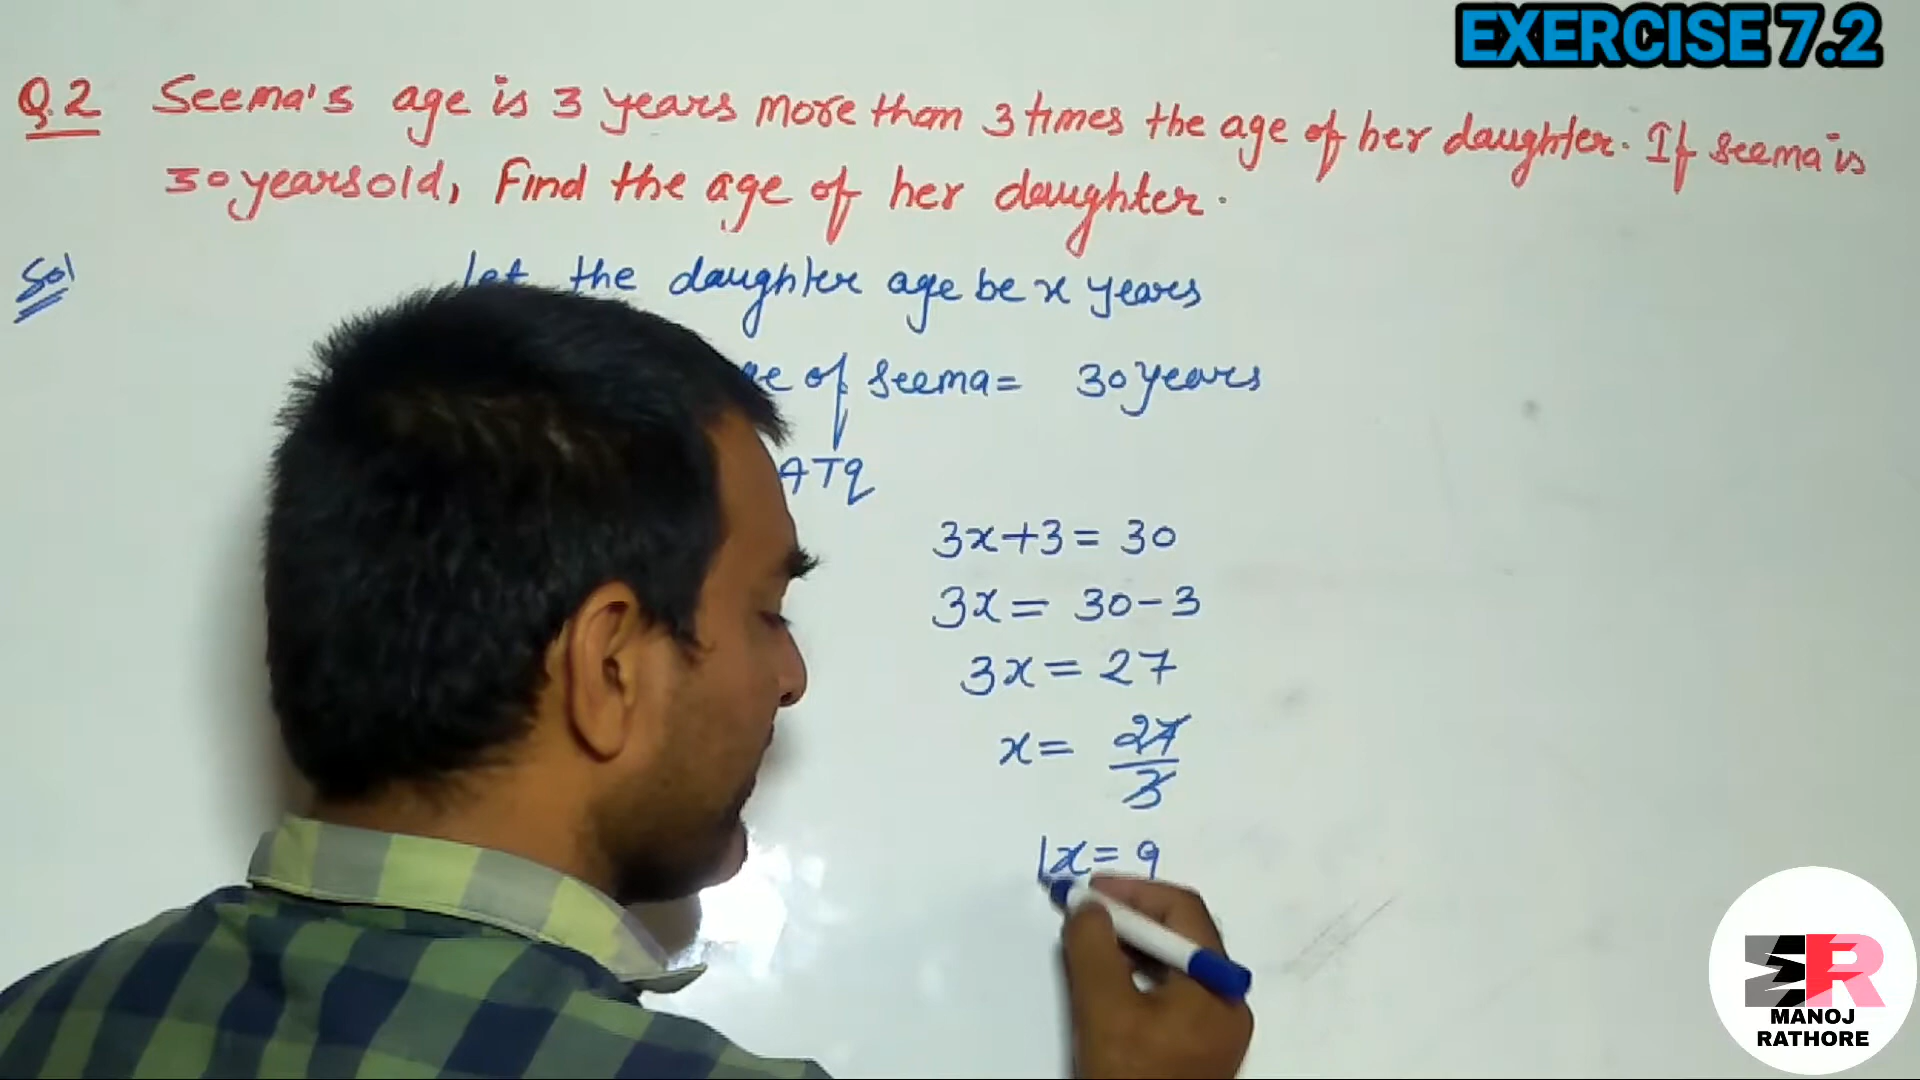 EXERCISE 7.2
Q.2 Seema's age is 3 years more than 3 times the age of her daughter. If seema is
30 years old, Find the age of her daughter.
Sol let the daughter age be x years
of seema = 30 years
ATq
3x+3 = 30
3x = 30-3
3x = 27
x = 27/3
x = 9
MANOJ
RATHORE